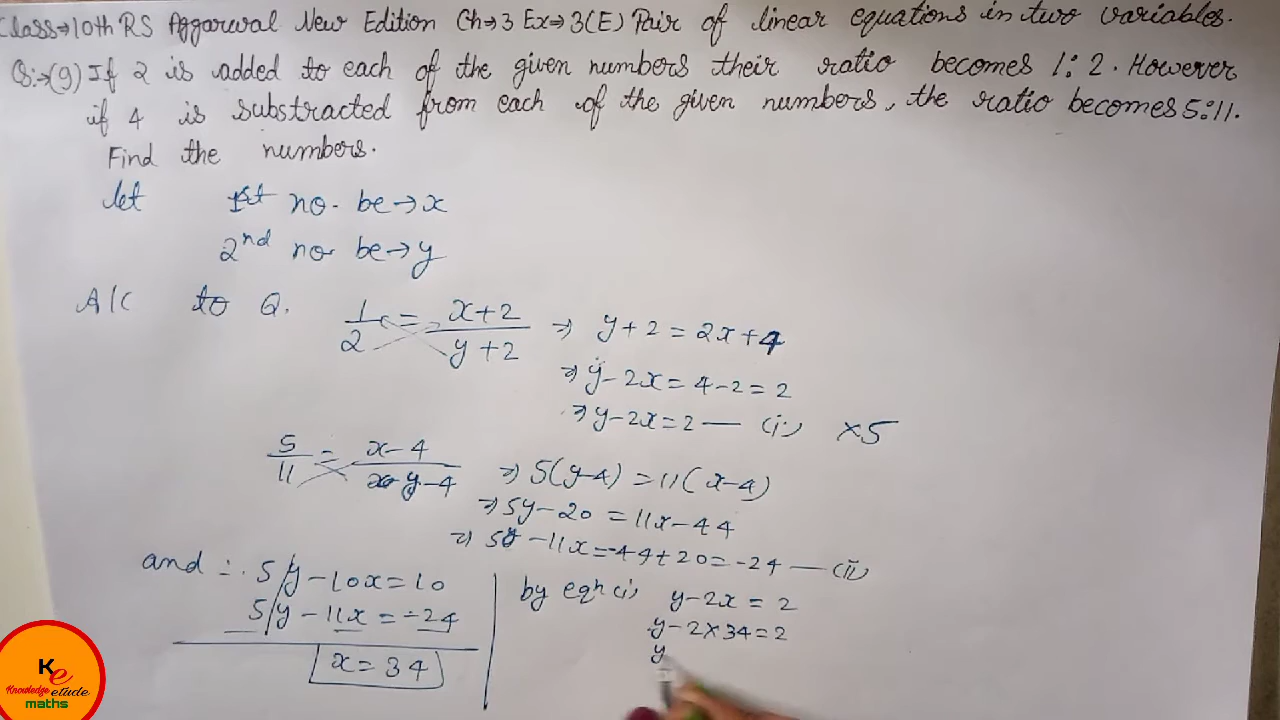 Class→10th RS Aggarwal New Edition Ch→3 Ex→3(E) Pair of linear equations in two variables.
Q:→(9) If 2 is added to each of the given numbers their ratio becomes 1:2. However
if 4 is substracted from each of the given numbers, the ratio becomes 5:11.
Find the numbers.
let 1st no. be→x
2nd no be→y
A/C to Q. 1/2 = x+2/y+2 ⇒ y+2=2x+4
⇒ y-2x=4-2=2
⇒ y-2x=2 — (i) ×5
5/11 = x-4/y-4 ⇒ 5(y-4)=11(x-4)
⇒ 5y-20=11x-44
⇒ 5y-11x=-44+20=-24 — (ii)
and ∴ 5y-10x=10
5y-11x=-24
x=34
by eqn (i) y-2x=2
y-2×34=2
y
Ke
Knowledge etude
maths